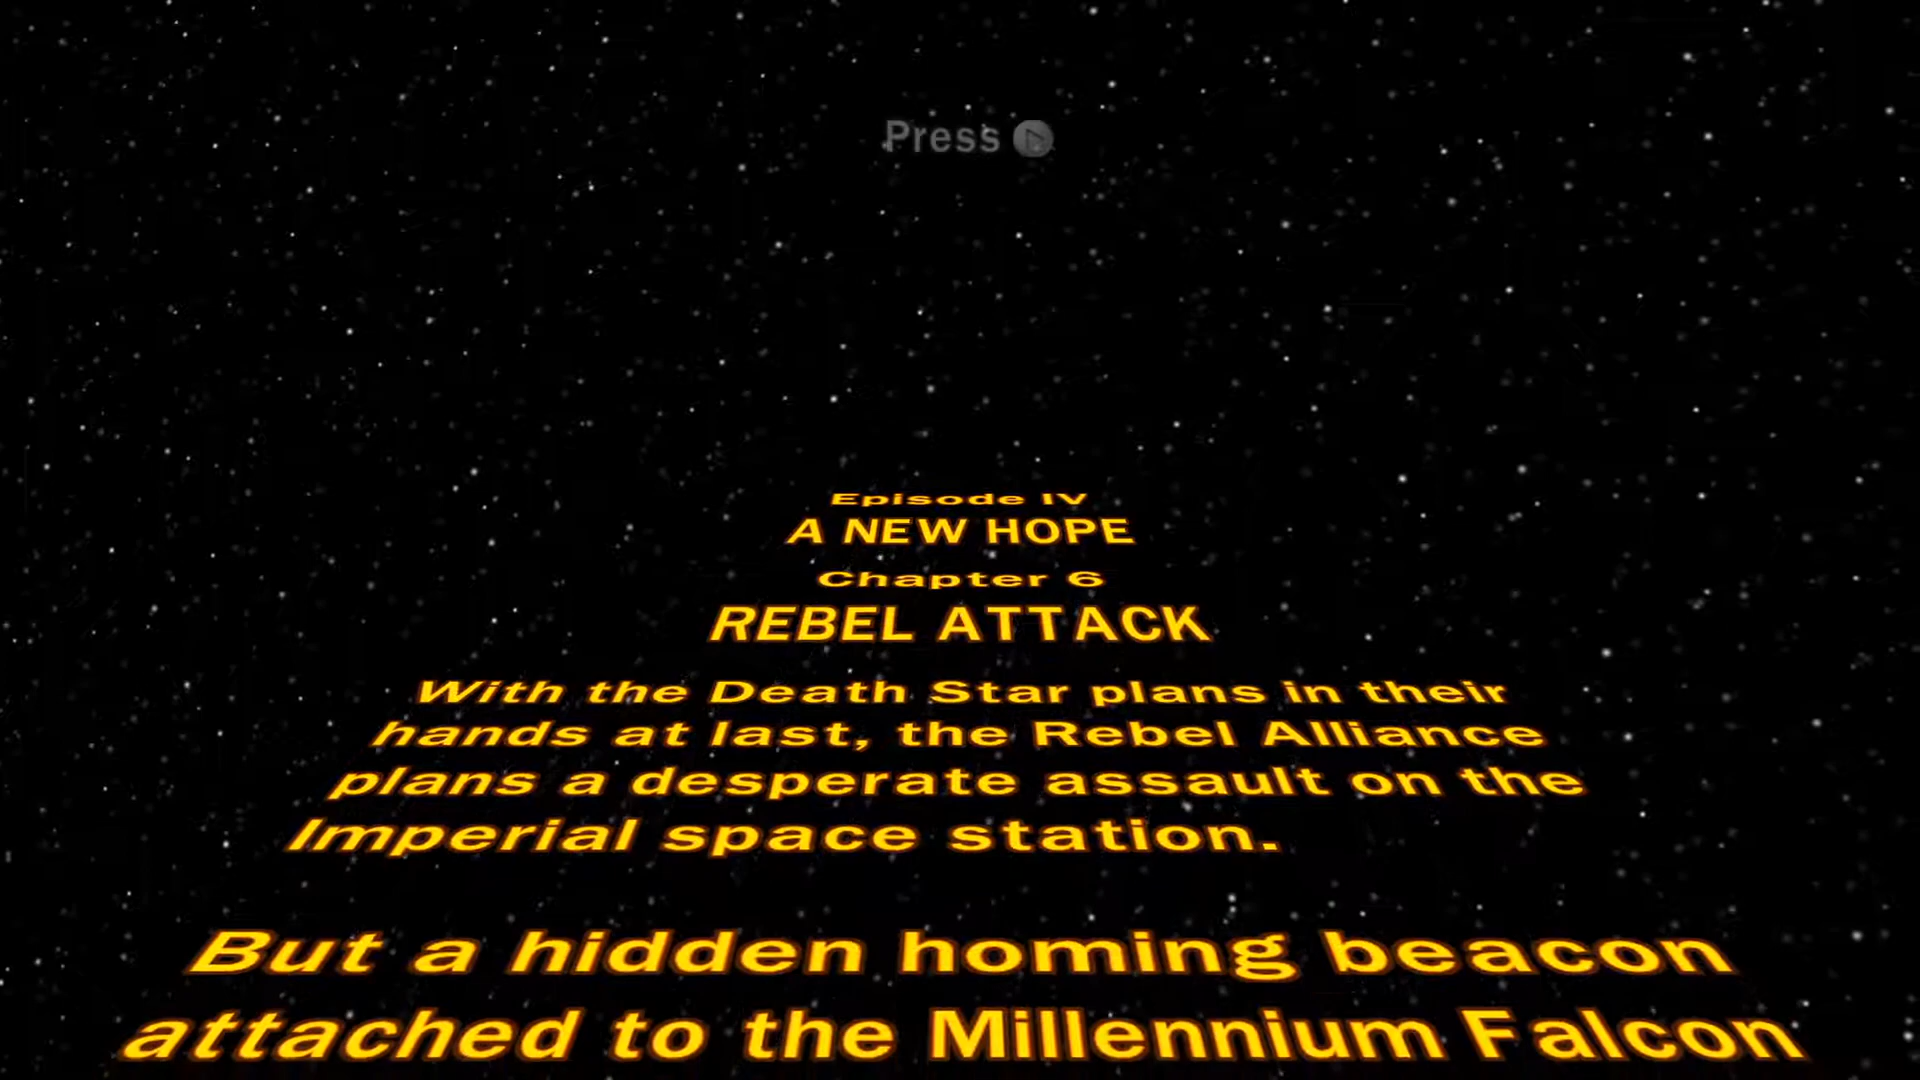 Press
Episode IV
A NEW HOPE
Chapter 6
REBEL ATTACK
With the Death Star plans in their
hands at last, the Rebel Alliance
plans a desperate assault on the
Imperial space station.
But a hidden homing beacon
attached to the Millennium Falcon